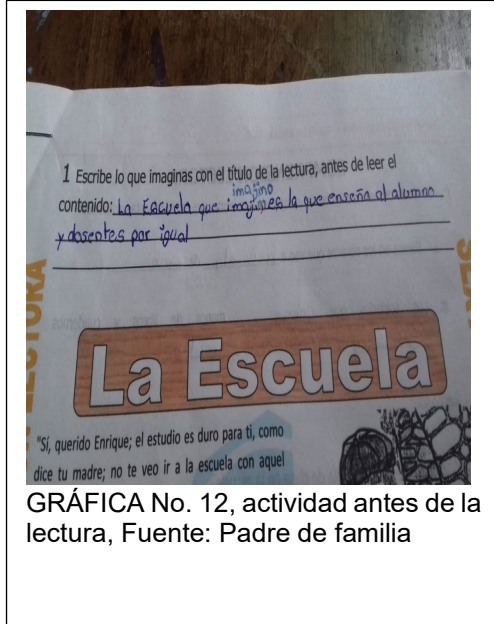 1 Escribe lo que imaginas con el título de la lectura, antes de leer el
imagino
contenido: La Escuela que imagines la que enseña al alumno
y dosentes por igual
La Escuela
"Sí, querido Enrique; el estudio es duro para ti, como
dice tu madre; no te veo ir a la escuela con aquel
GRÁFICA No. 12, actividad antes de la
lectura, Fuente: Padre de familia